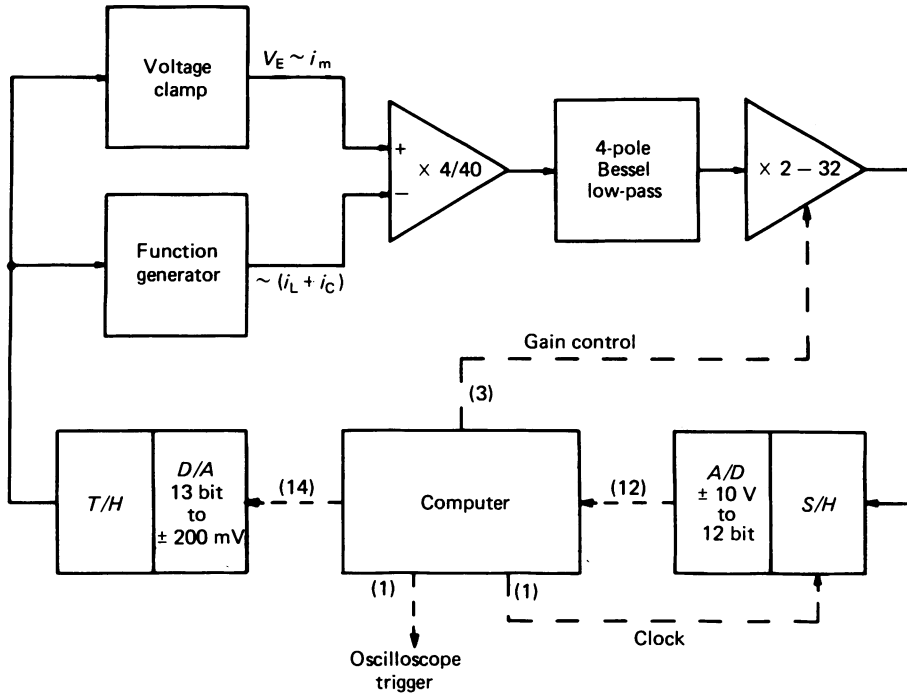 Voltage
clamp
V_E ~ i_m
+
× 4/40
−
4-pole
Bessel
low-pass
× 2 – 32
Function
generator
~ (i_L + i_C)
Gain control
(3)
T/H
D/A
13 bit
to
± 200 mV
(14)
Computer
(12)
A/D
± 10 V
to
12 bit
S/H
(1)
(1)
Clock
Oscilloscope
trigger